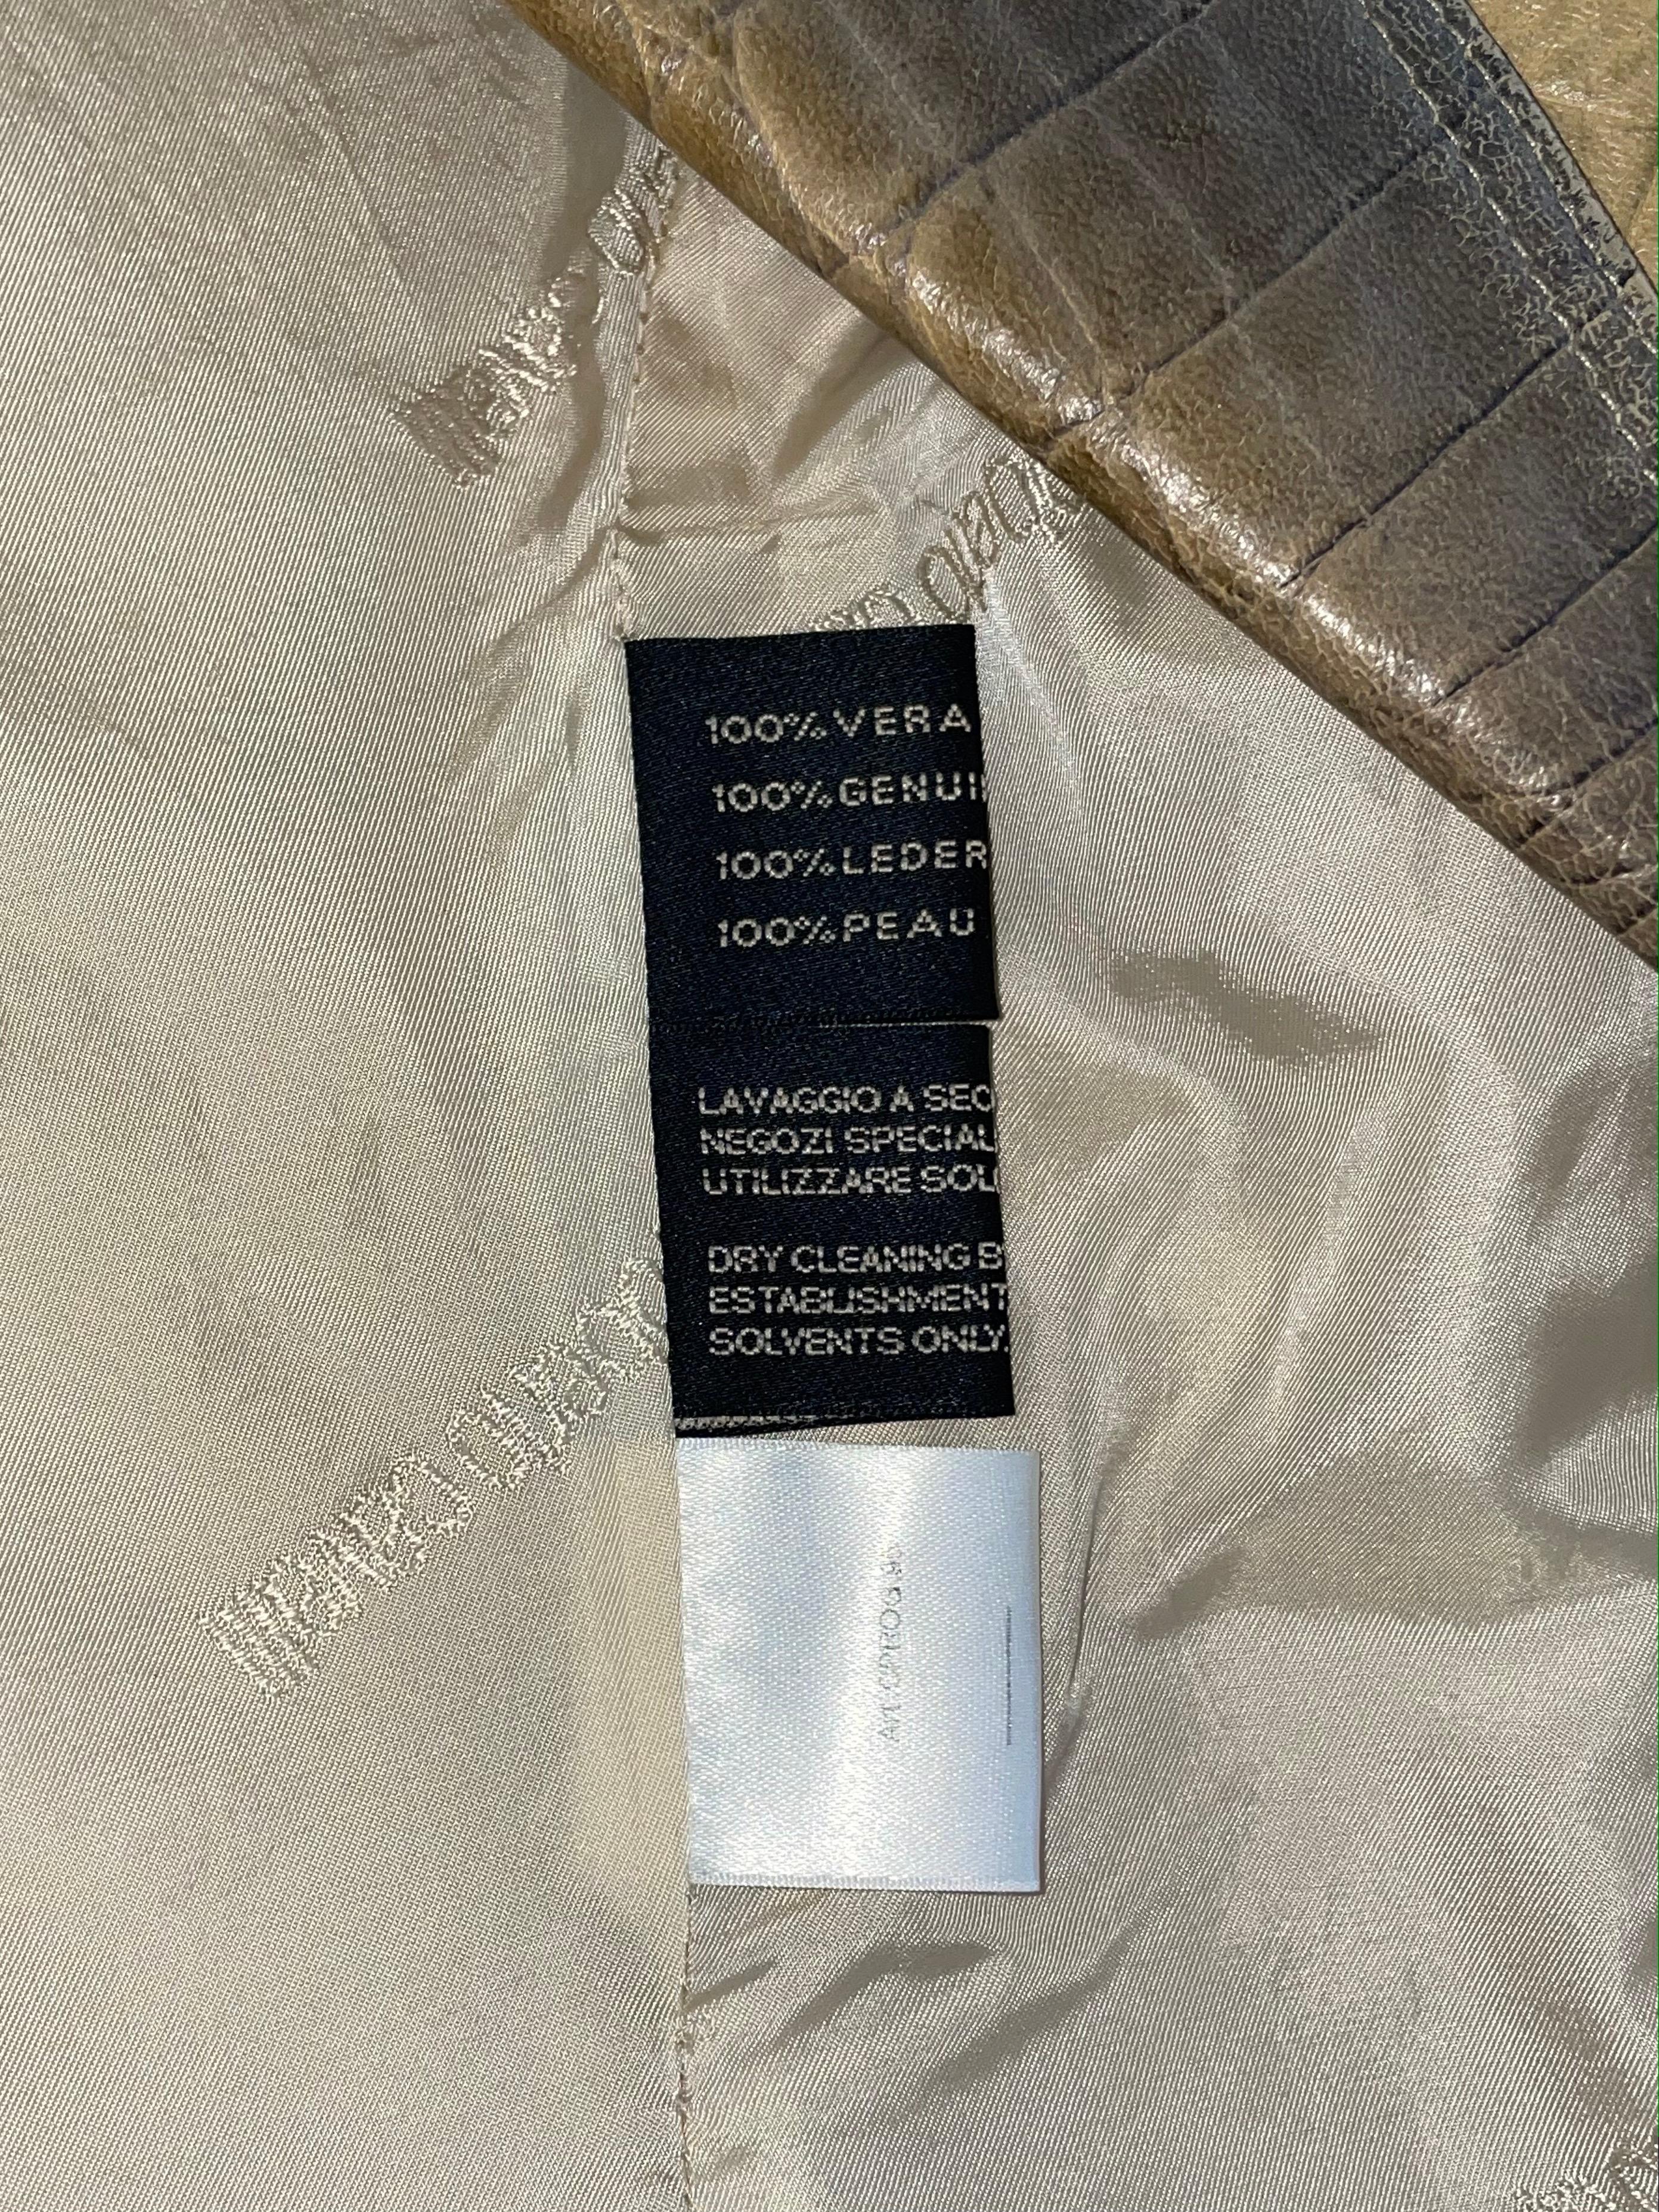 100% VERA
100% GENUI
100% LEDER
100% PEAU
LAVAGGIO A SEC
NEGOZI SPECIAL
UTILIZZARE SOL
DRY CLEANING B
ESTABLISHMENT
SOLVENTS ONLY.